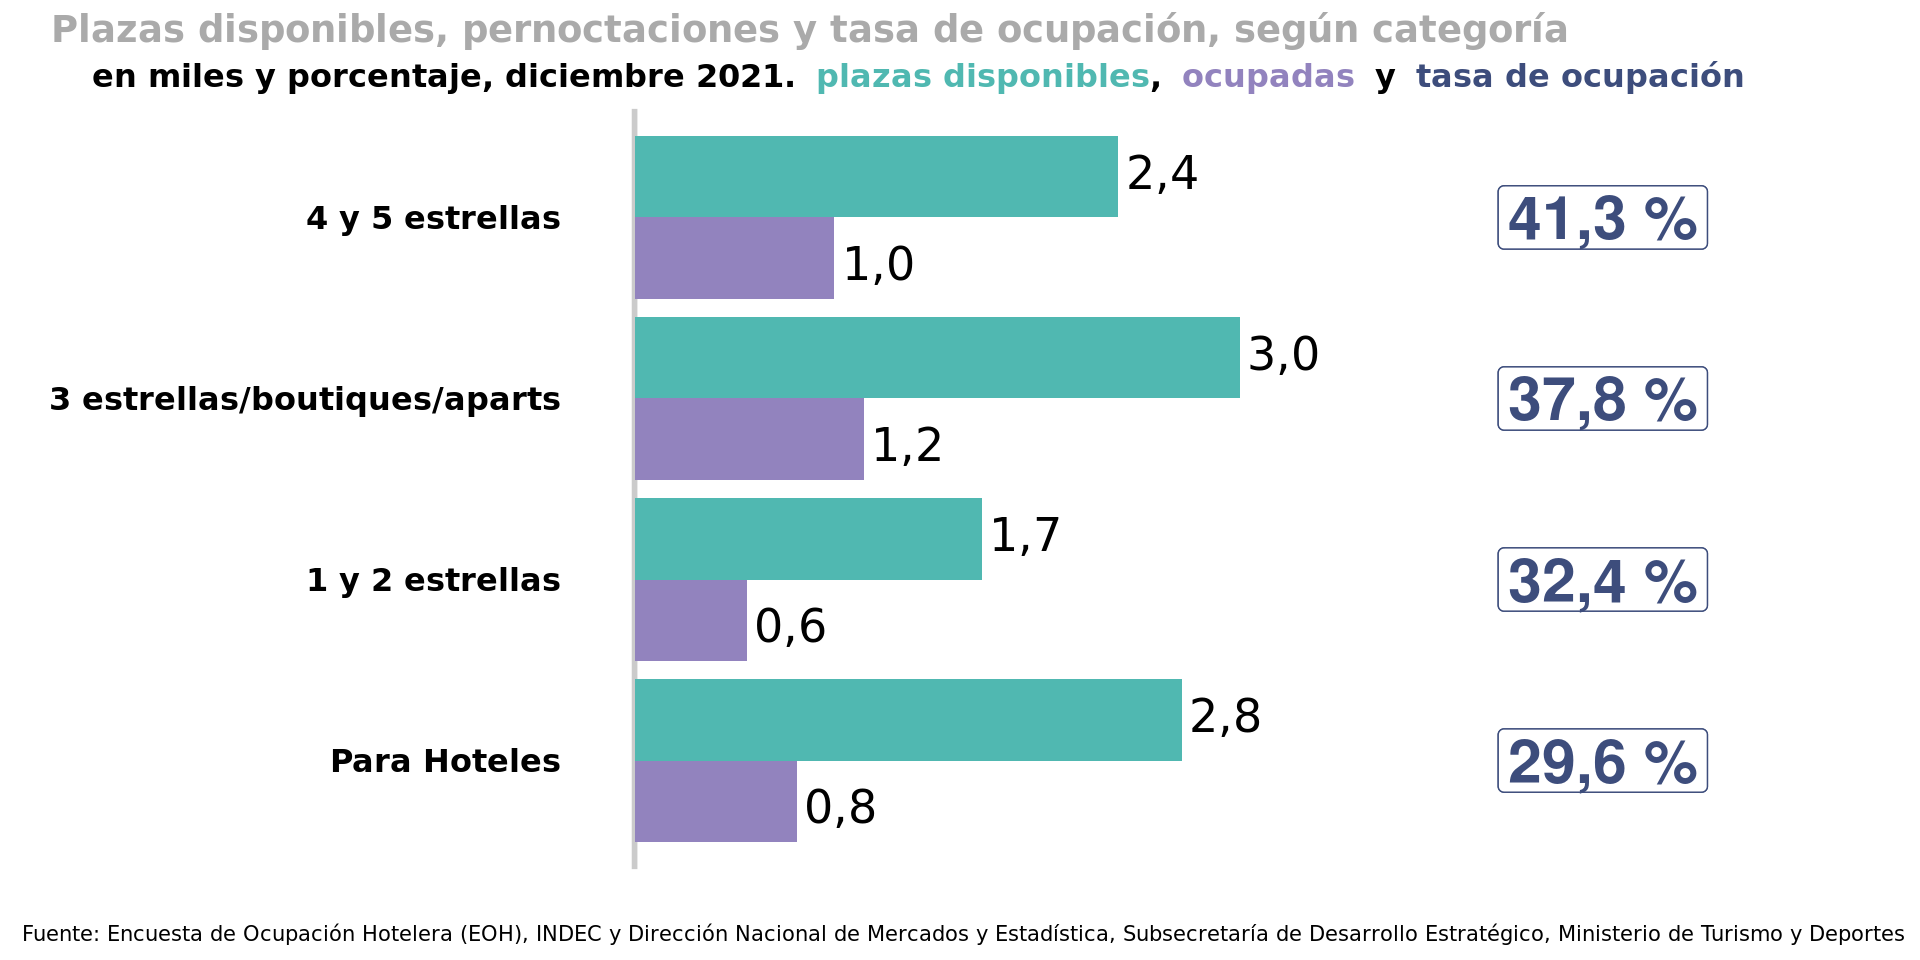 Plazas disponibles, pernoctaciones y tasa de ocupación, según categoría
en miles y porcentaje, diciembre 2021. plazas disponibles, ocupadas y tasa de ocupación
2,4
4 y 5 estrellas
41,3 %
1,0
3,0
3 estrellas/boutiques/aparts
37,8 %
1,2
1,7
1 y 2 estrellas
32,4 %
0,6
2,8
Para Hoteles
29,6 %
0,8
Fuente: Encuesta de Ocupación Hotelera (EOH), INDEC y Dirección Nacional de Mercados y Estadística, Subsecretaría de Desarrollo Estratégico, Ministerio de Turismo y Deportes